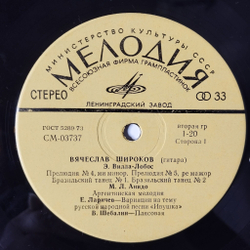 МИНИСТЕРСТВО КУЛЬТУРЫ СССР
МЕЛОДИЯ
ВСЕСОЮЗНАЯ ФИРМА ГРАМПЛАСТИНОК
СТЕРЕО
33
ЛЕНИНГРАДСКИЙ ЗАВОД
ГОСТ 5289-73
СМ-03737
вторая гр
1-20
Сторона 1
ВЯЧЕСЛАВ ШИРОКОВ (гитара)
Э. Вилла-Лобос
Прелюдия № 4, ми минор, Прелюдия № 5, ре мажор
Бразильский танец № 1, Бразильский танец № 2
М. Л. Анидо
Аргентинская мелодия
Е. Ларичев—Вариации на тему
русской народной песни «Ивушка»
В. Шебалин—Пансовая